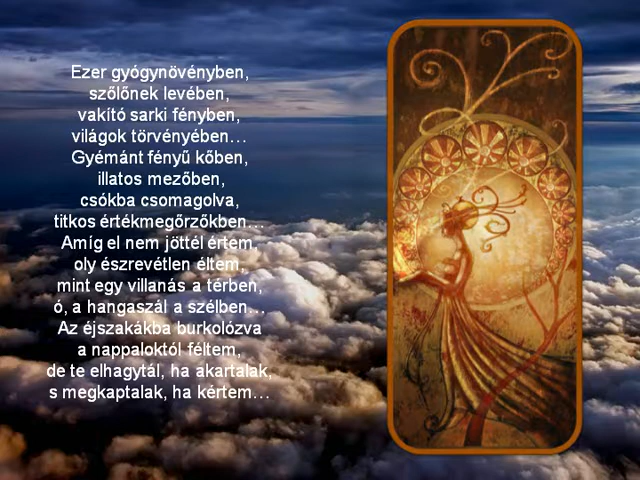 Ezer gyógynövényben,
szőlőnek levében,
vakító sarki fényben,
világok törvényében…
Gyémánt fényű kőben,
illatos mezőben,
csókba csomagolva,
titkos értékmegőrzőkben…
Amíg el nem jöttél értem,
oly észrevétlen éltem,
mint egy villanás a térben,
ó, a hangaszál a szélben…
Az éjszakákba burkolózva
a nappaloktól féltem,
de te elhagytál, ha akartalak,
s megkaptalak, ha kértem…